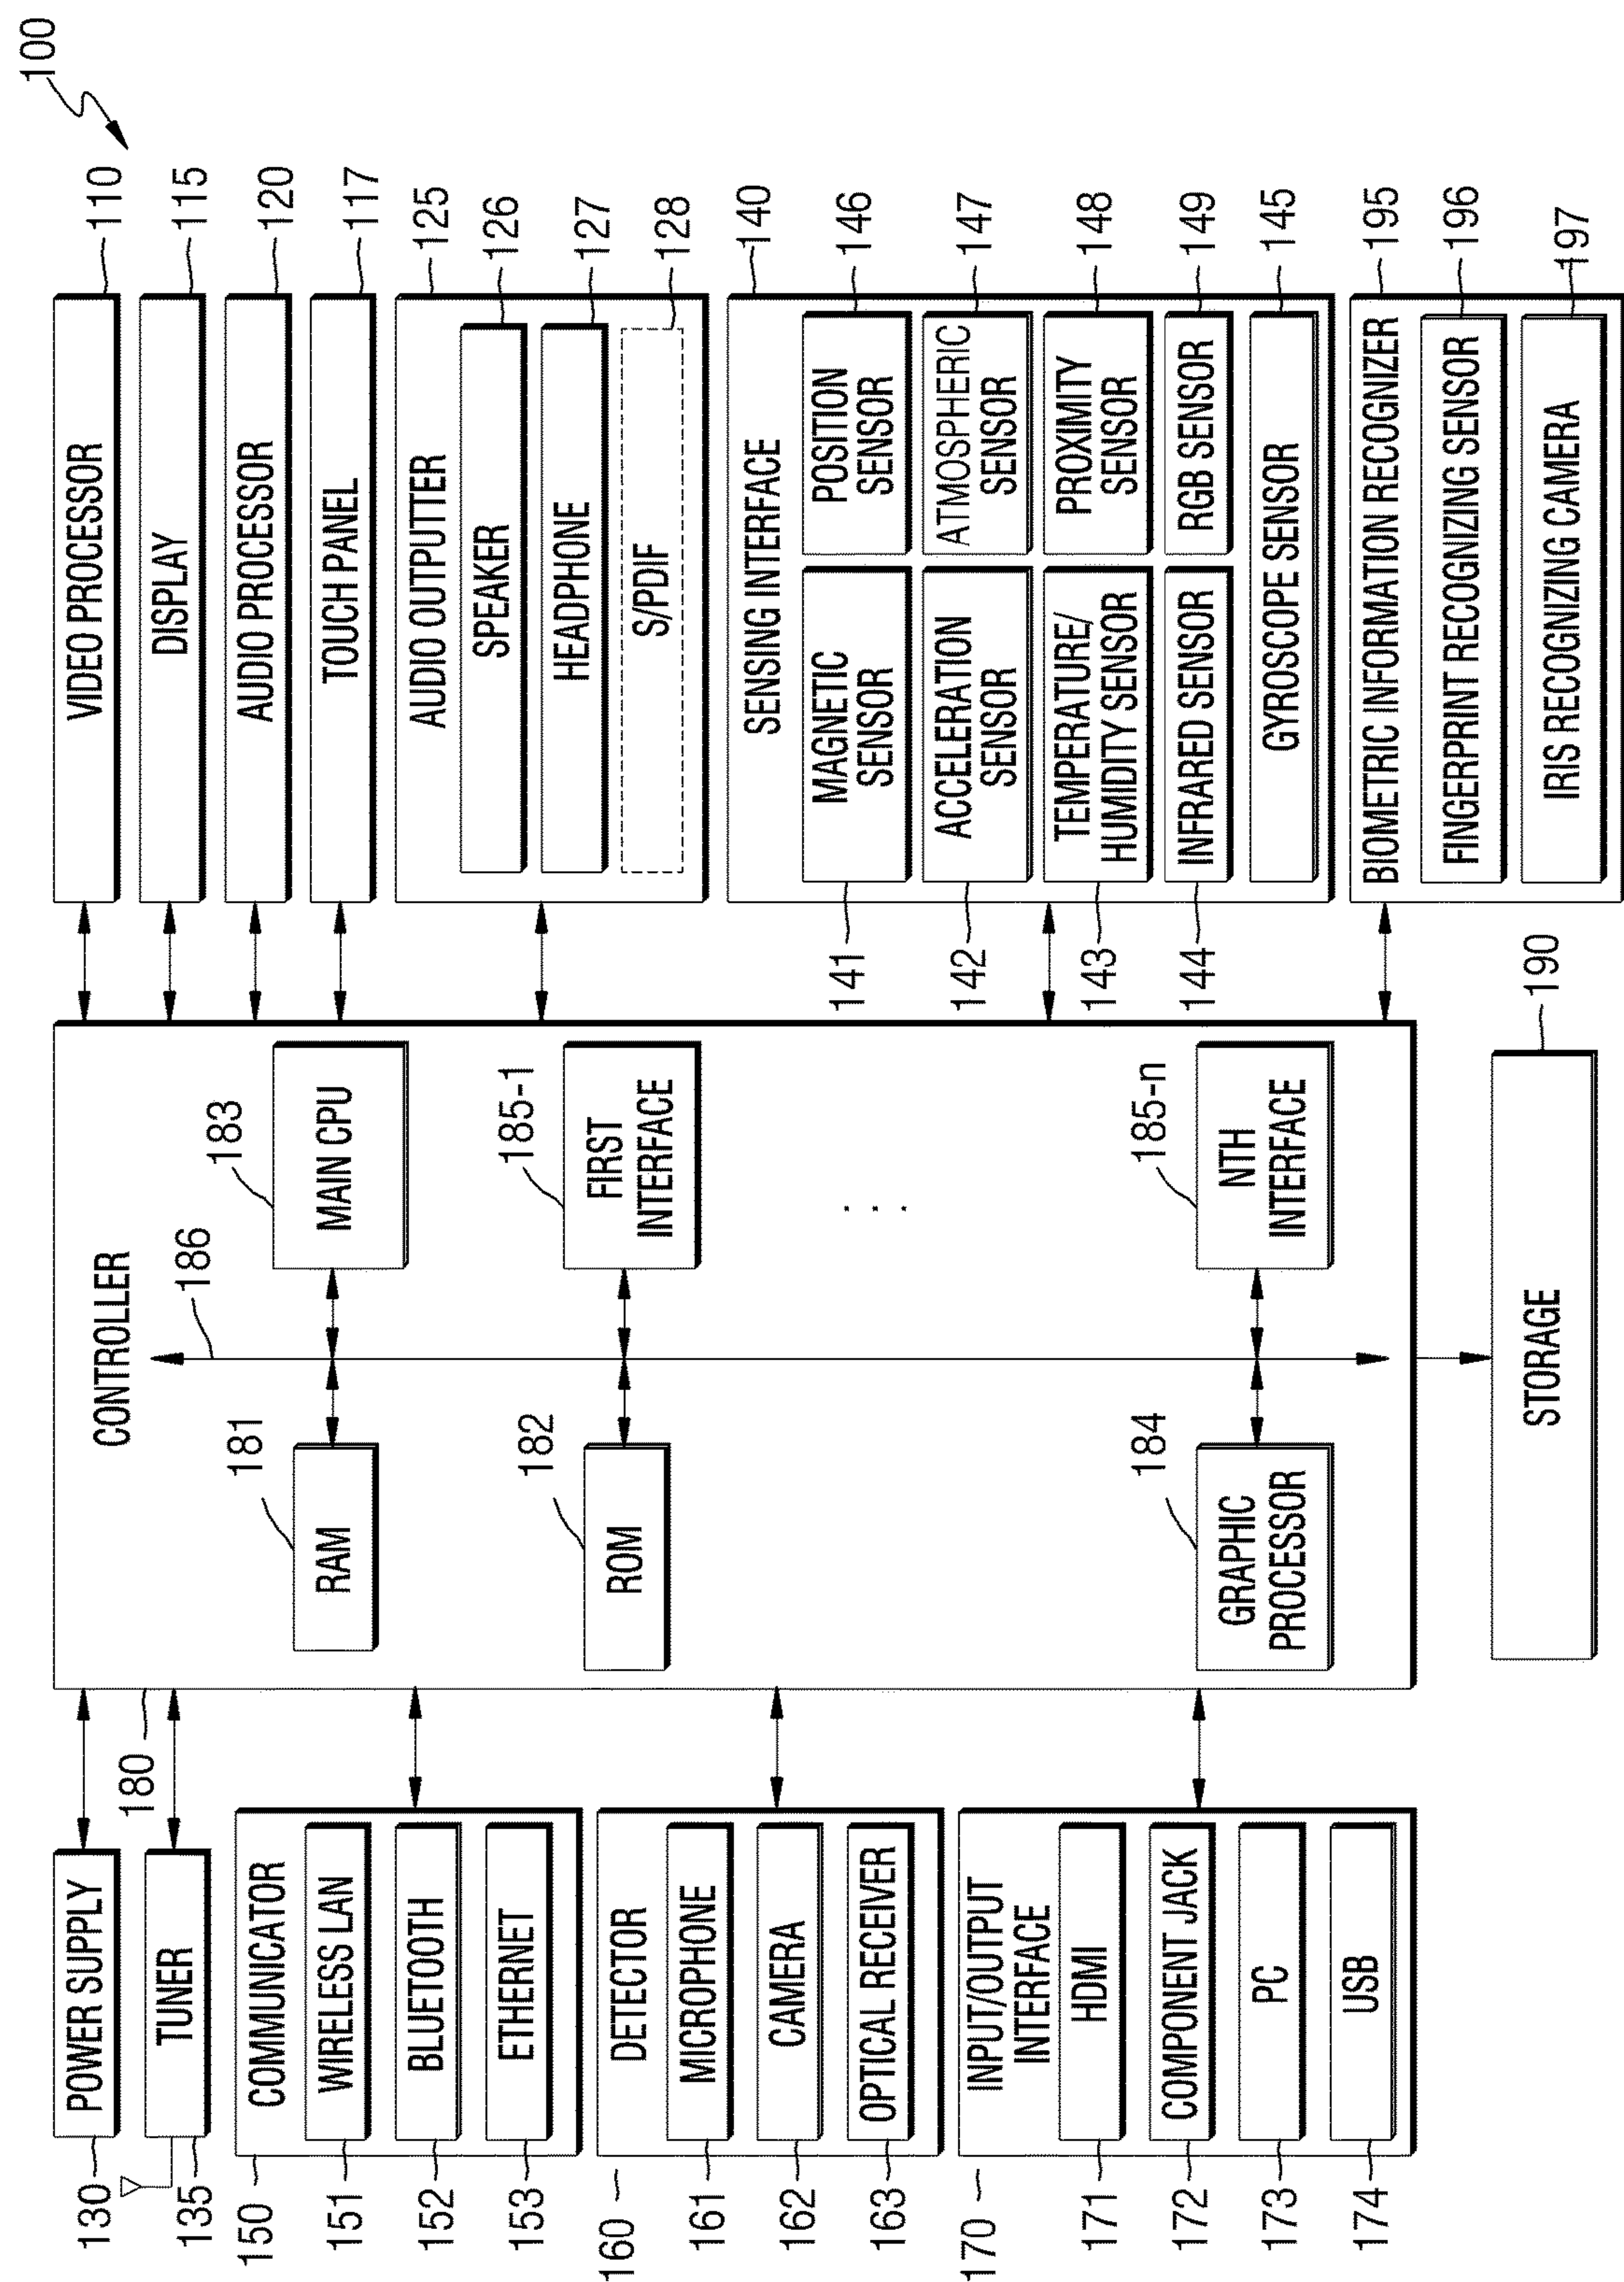 100
POWER SUPPLY
130
TUNER
135
COMMUNICATOR
150
WIRELESS LAN
151
BLUETOOTH
152
ETHERNET
153
DETECTOR
160
MICROPHONE
161
CAMERA
162
OPTICAL RECEIVER
163
INPUT/OUTPUT
INTERFACE
170
HDMI
171
COMPONENT JACK
172
PC
173
USB
174
180
CONTROLLER
186
RAM
181
MAIN CPU
183
ROM
182
FIRST
INTERFACE
185-1
. . .
GRAPHIC
PROCESSOR
184
NTH
INTERFACE
185-n
STORAGE
190
VIDEO PROCESSOR
110
DISPLAY
115
AUDIO PROCESSOR
120
TOUCH PANEL
117
AUDIO OUTPUTTER
125
SPEAKER
126
HEADPHONE
127
S/PDIF
128
SENSING INTERFACE
140
MAGNETIC
SENSOR
141
POSITION
SENSOR
146
ACCELERATION
SENSOR
142
ATMOSPHERIC
SENSOR
147
TEMPERATURE/
HUMIDITY SENSOR
143
PROXIMITY
SENSOR
148
INFRARED SENSOR
144
RGB SENSOR
149
GYROSCOPE SENSOR
145
BIOMETRIC INFORMATION RECOGNIZER
195
FINGERPRINT RECOGNIZING SENSOR
196
IRIS RECOGNIZING CAMERA
197